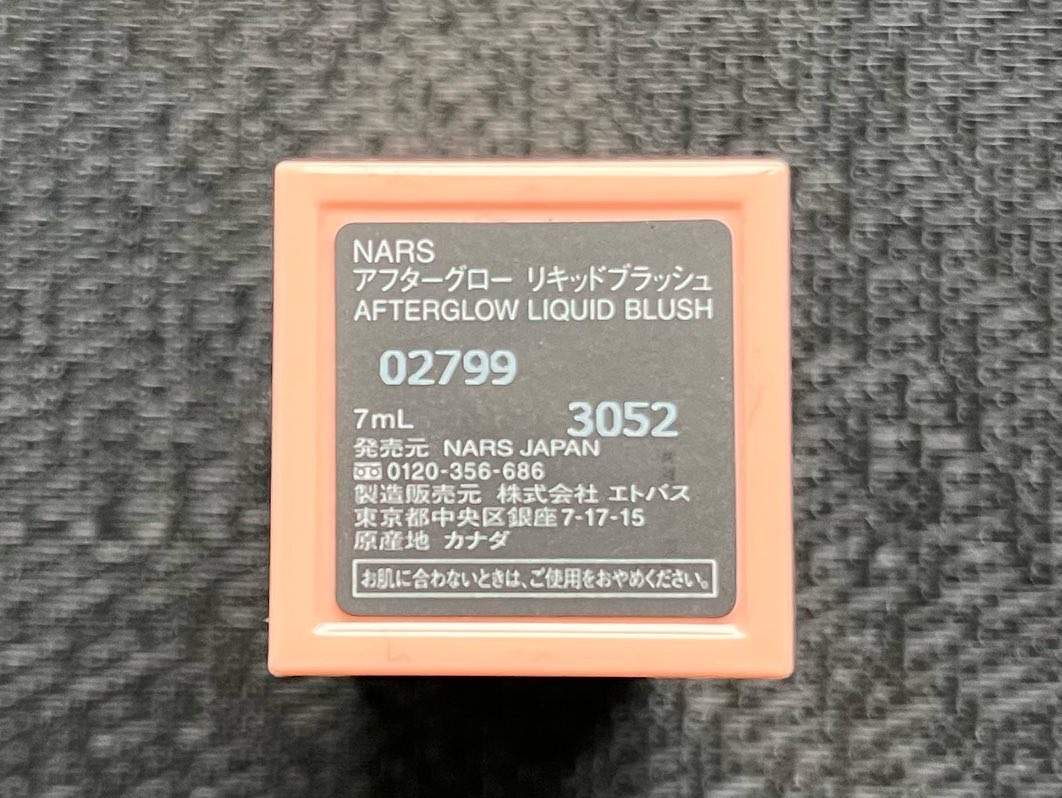 NARS
アフターグロー リキッドブラッシュ
AFTERGLOW LIQUID BLUSH
02799
7mL 3052
発売元 NARS JAPAN
0120-356-686
製造販売元 株式会社 エトバス
東京都中央区銀座7-17-15
原産地 カナダ
お肌に合わないときは、ご使用をおやめください。